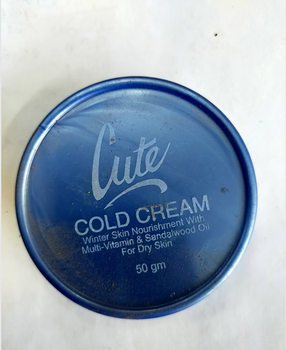 Cute
COLD CREAM
Winter Skin Nourishment With
Multi-Vitamin & Sandalwood Oil
For Dry Skin
50 gm